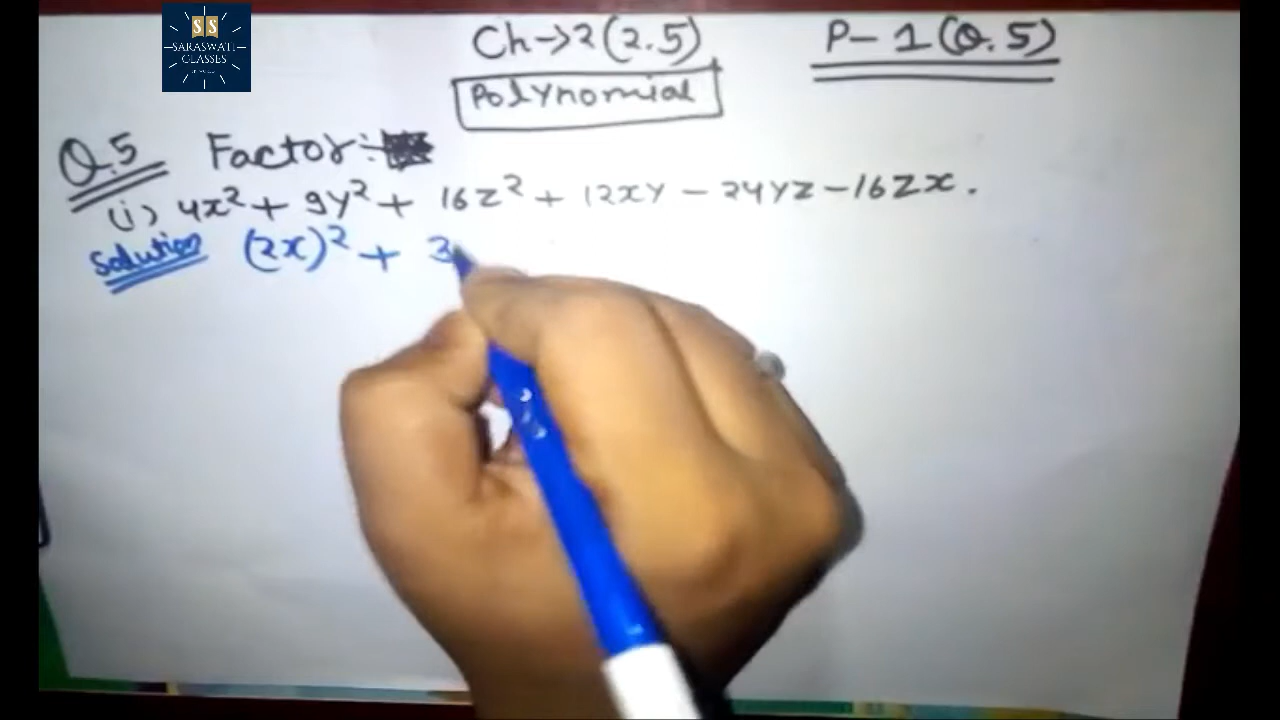 S S
SARASWATI
CLASSES
Ch→2(2.5)
P-1(Q.5)
Polynomial
Q.5 Factor:-
(i) 4x²+ 9y²+ 16z² + 12xy - 24yz -16zx.
Solution (2x)² + 3